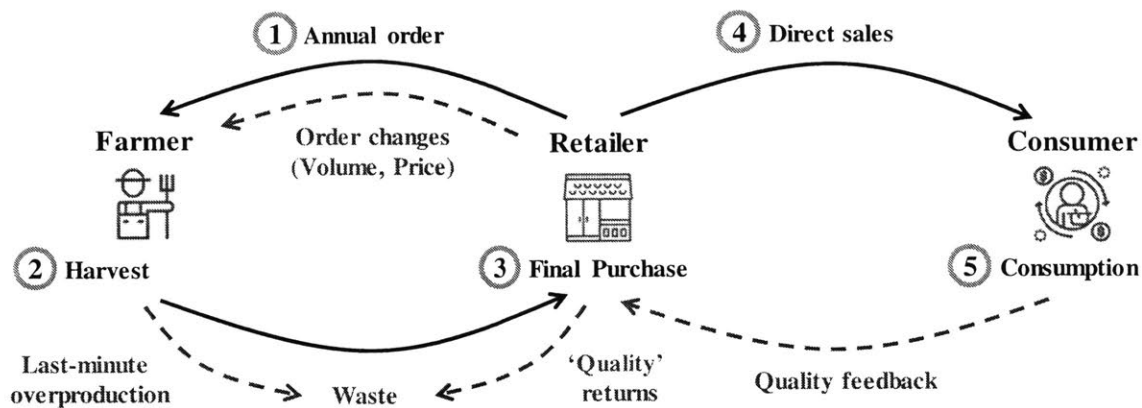 1 Annual order
4 Direct sales
Order changes
(Volume, Price)
Farmer
Retailer
Consumer
2 Harvest
3 Final Purchase
5 Consumption
Last-minute
overproduction
Waste
‘Quality’
returns
Quality feedback